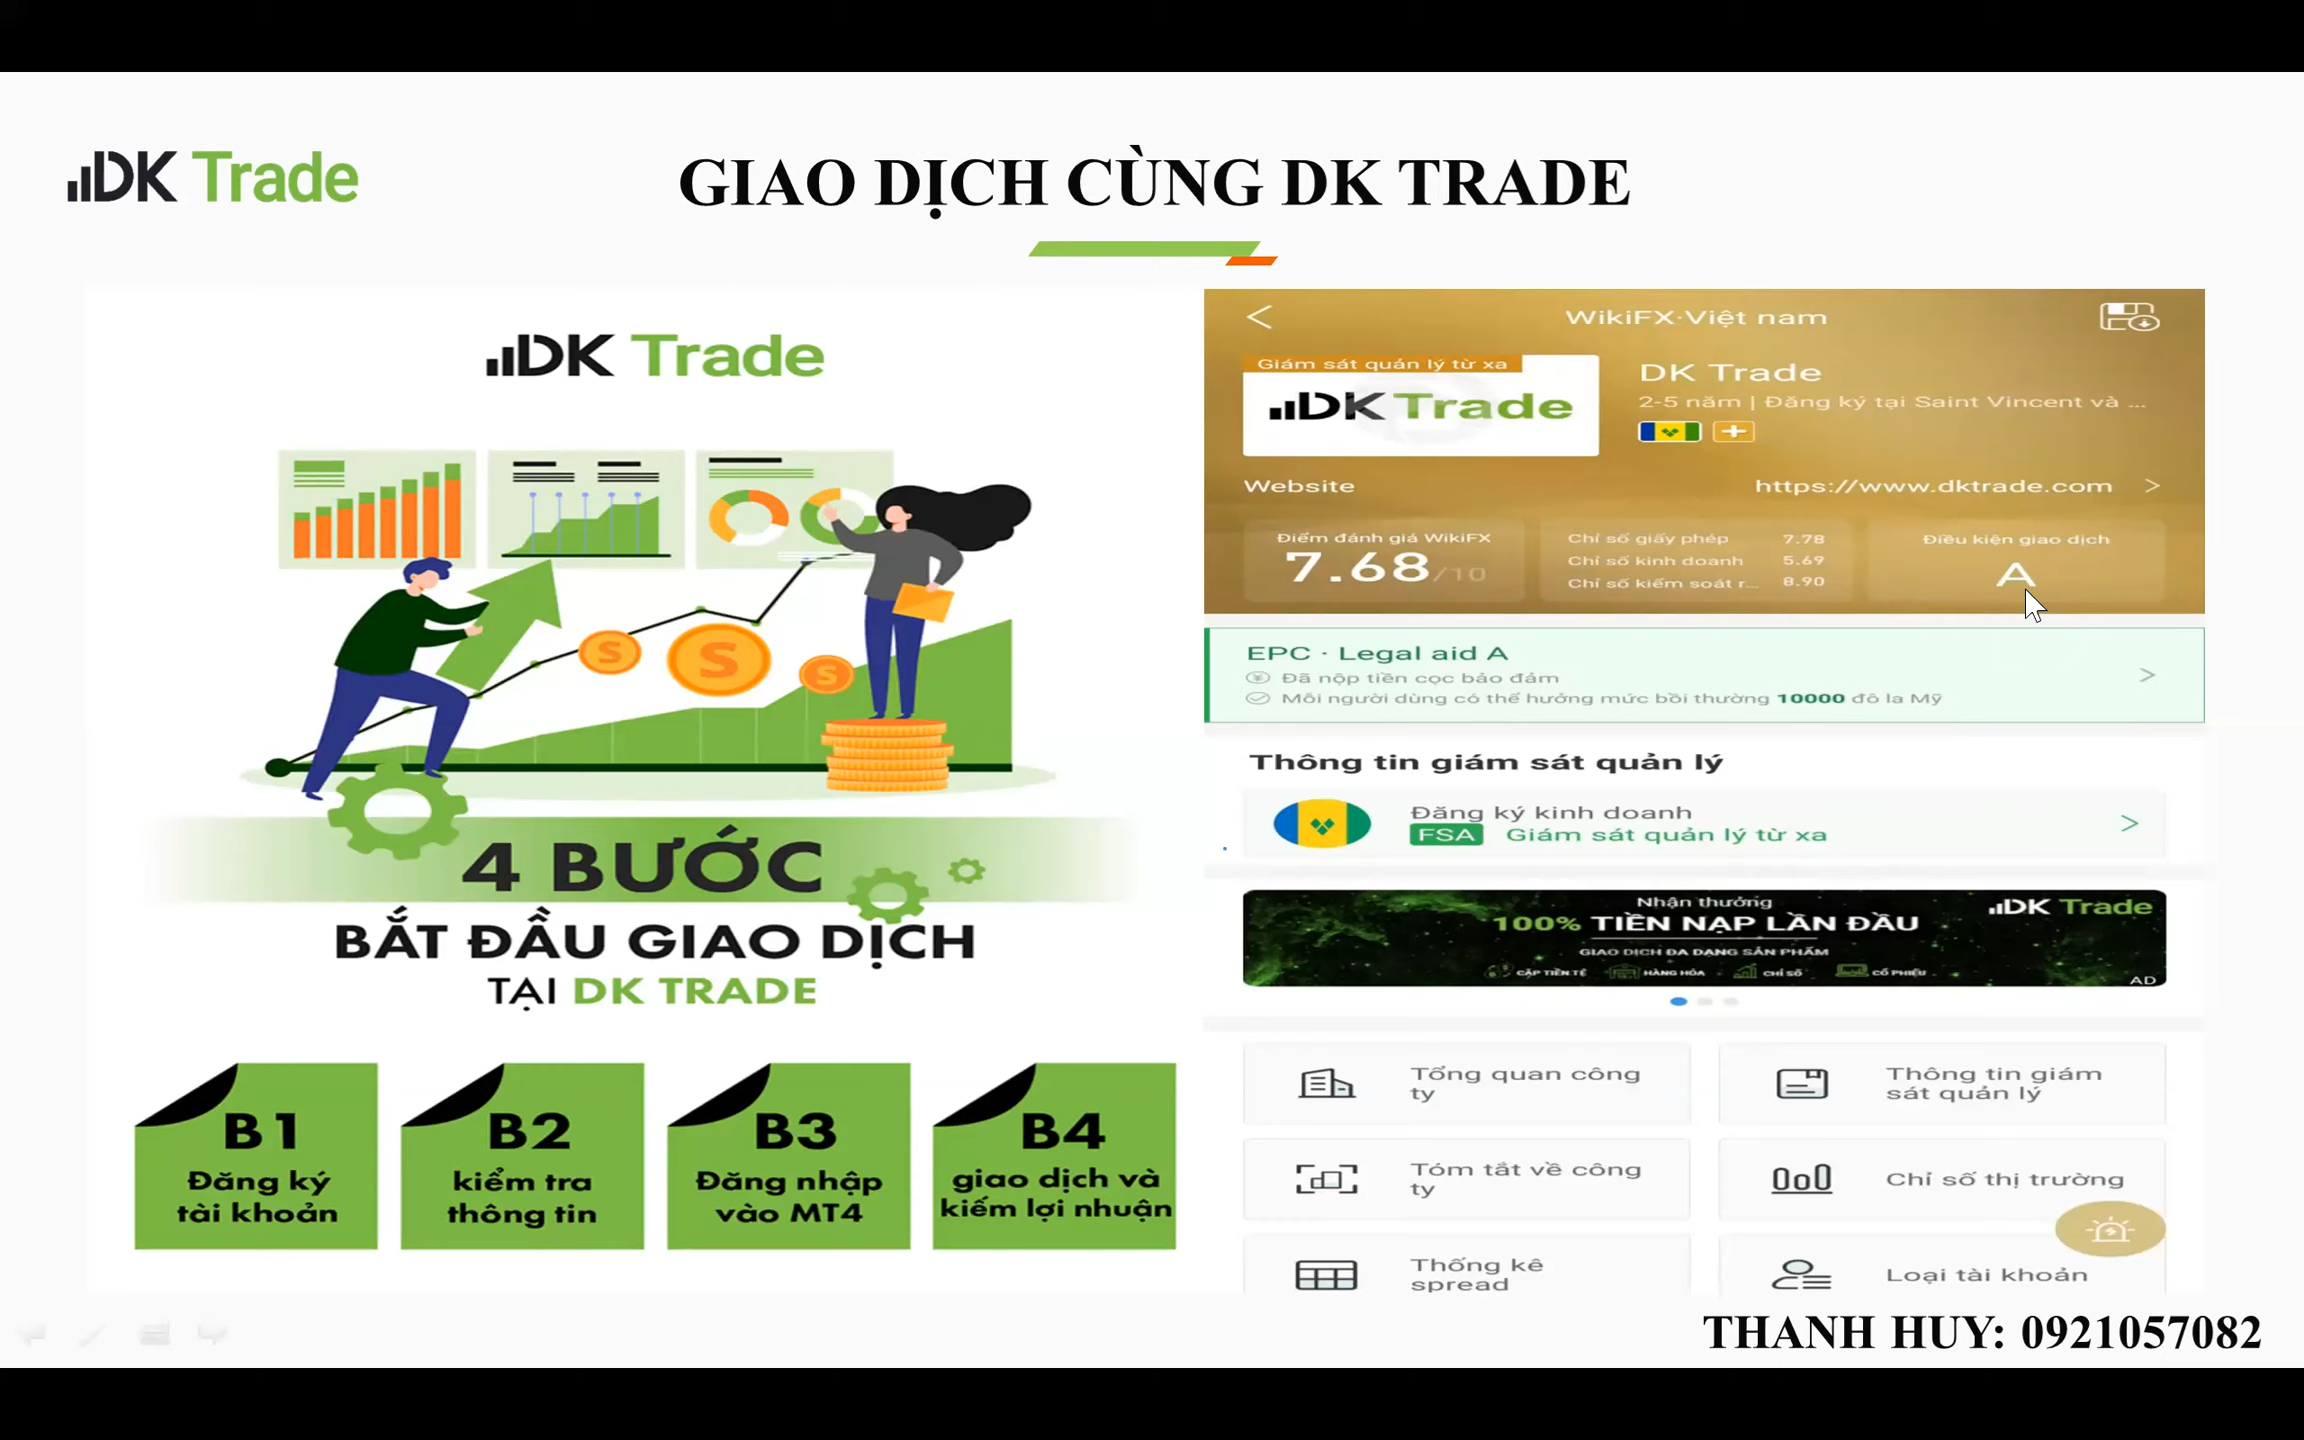 DK Trade
GIAO DỊCH CÙNG DK TRADE
DK Trade
4 BƯỚC
BẮT ĐẦU GIAO DỊCH
TẠI DK TRADE
B1
Đăng ký
tài khoản
B2
kiểm tra
thông tin
B3
Đăng nhập
vào MT4
B4
giao dịch và
kiếm lợi nhuận
WikiFX·Việt nam
Giám sát quản lý từ xa
DK Trade
DK Trade
2-5 năm | Đăng ký tại Saint Vincent và ...
Website
https://www.dktrade.com >
Điểm đánh giá WikiFX
7.68/10
Chỉ số giấy phép 7.78
Chỉ số kinh doanh 5.69
Chỉ số kiểm soát r... 8.90
Điều kiện giao dịch
A
EPC · Legal aid A
Đã nộp tiền cọc bảo đảm
Mỗi người dùng có thể hưởng mức bồi thường 10000 đô la Mỹ
Thông tin giám sát quản lý
Đăng ký kinh doanh
FSA Giám sát quản lý từ xa
Nhận thưởng
DK Trade
100% TIỀN NẠP LẦN ĐẦU
GIAO DỊCH ĐA DẠNG SẢN PHẨM
CẶP TIỀN TỆ HÀNG HÓA CHỈ SỐ CỔ PHIẾU
AD
Tổng quan công
ty
Thông tin giám
sát quản lý
Tóm tắt về công
ty
Chỉ số thị trường
Thống kê
spread
Loại tài khoản
THANH HUY: 0921057082